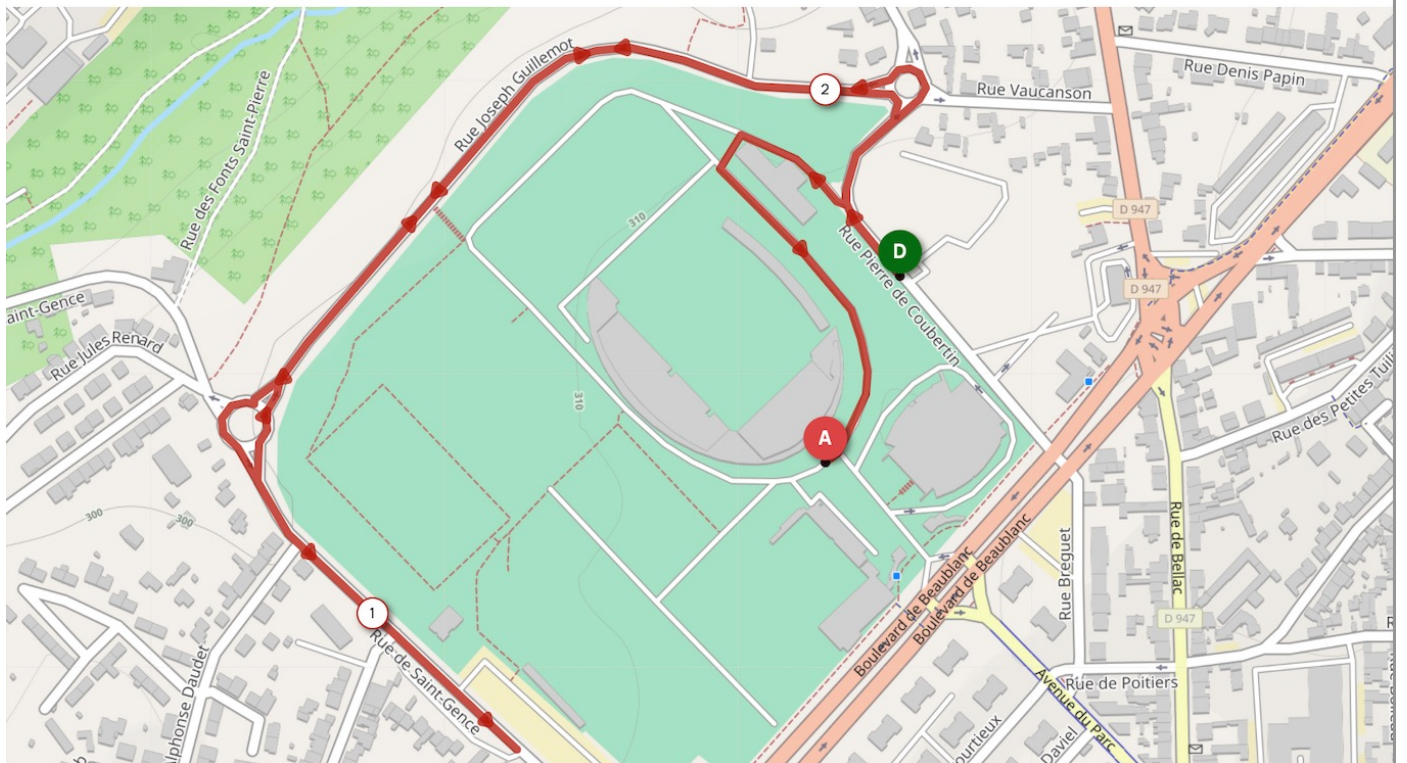 Rue Joseph Guillemot
Rue des Fonts Saint-Pierre
2
Rue Vaucanson
Rue Denis Papin
D 947
310
D
Rue Pierre de Coubertin
D 947
aint-Gence
Rue Jules Renard
310
A
Rue des Petites Tuil
300
300
Rue de Bellac
Rue Breguet
Boulevard de Beaublanc
Boulevard de Beaublanc
1
D 947
Rue de Saint-Gence
Alphonse Daudet
Rue de Poitiers
Avenue du Parc
ourtieux
Daniel
R